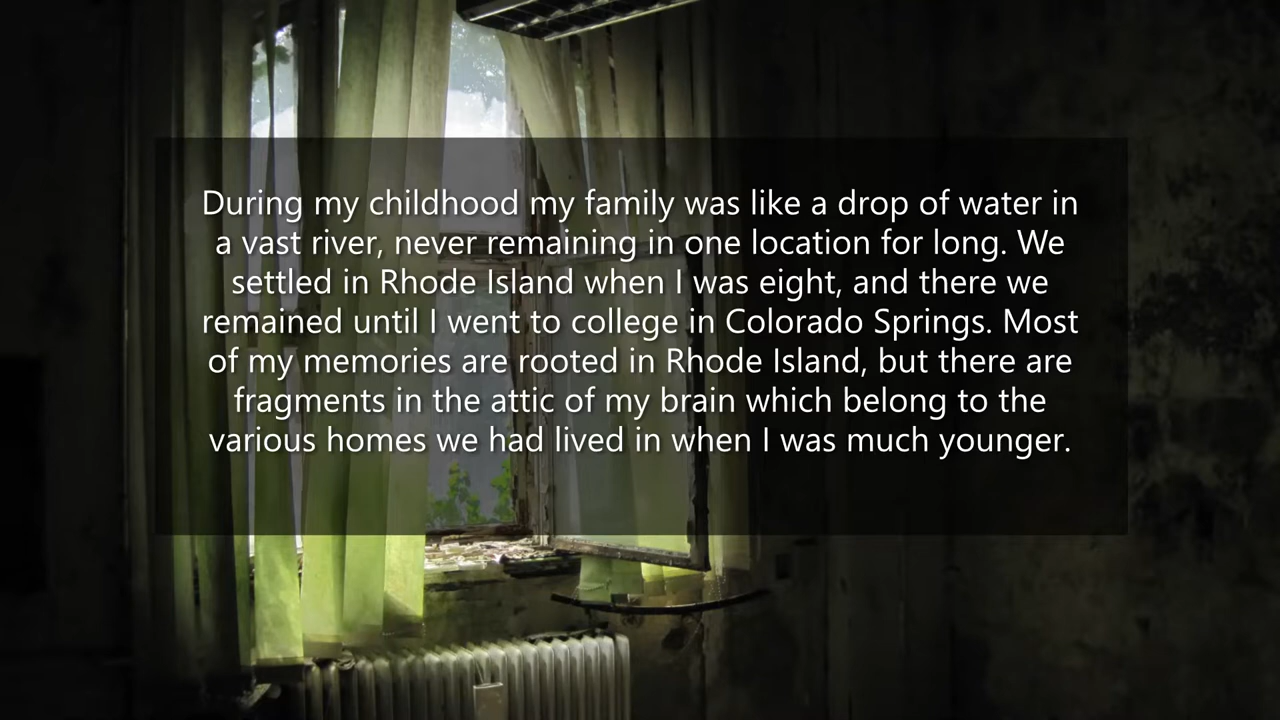 During my childhood my family was like a drop of water in
a vast river, never remaining in one location for long. We
settled in Rhode Island when I was eight, and there we
remained until I went to college in Colorado Springs. Most
of my memories are rooted in Rhode Island, but there are
fragments in the attic of my brain which belong to the
various homes we had lived in when I was much younger.